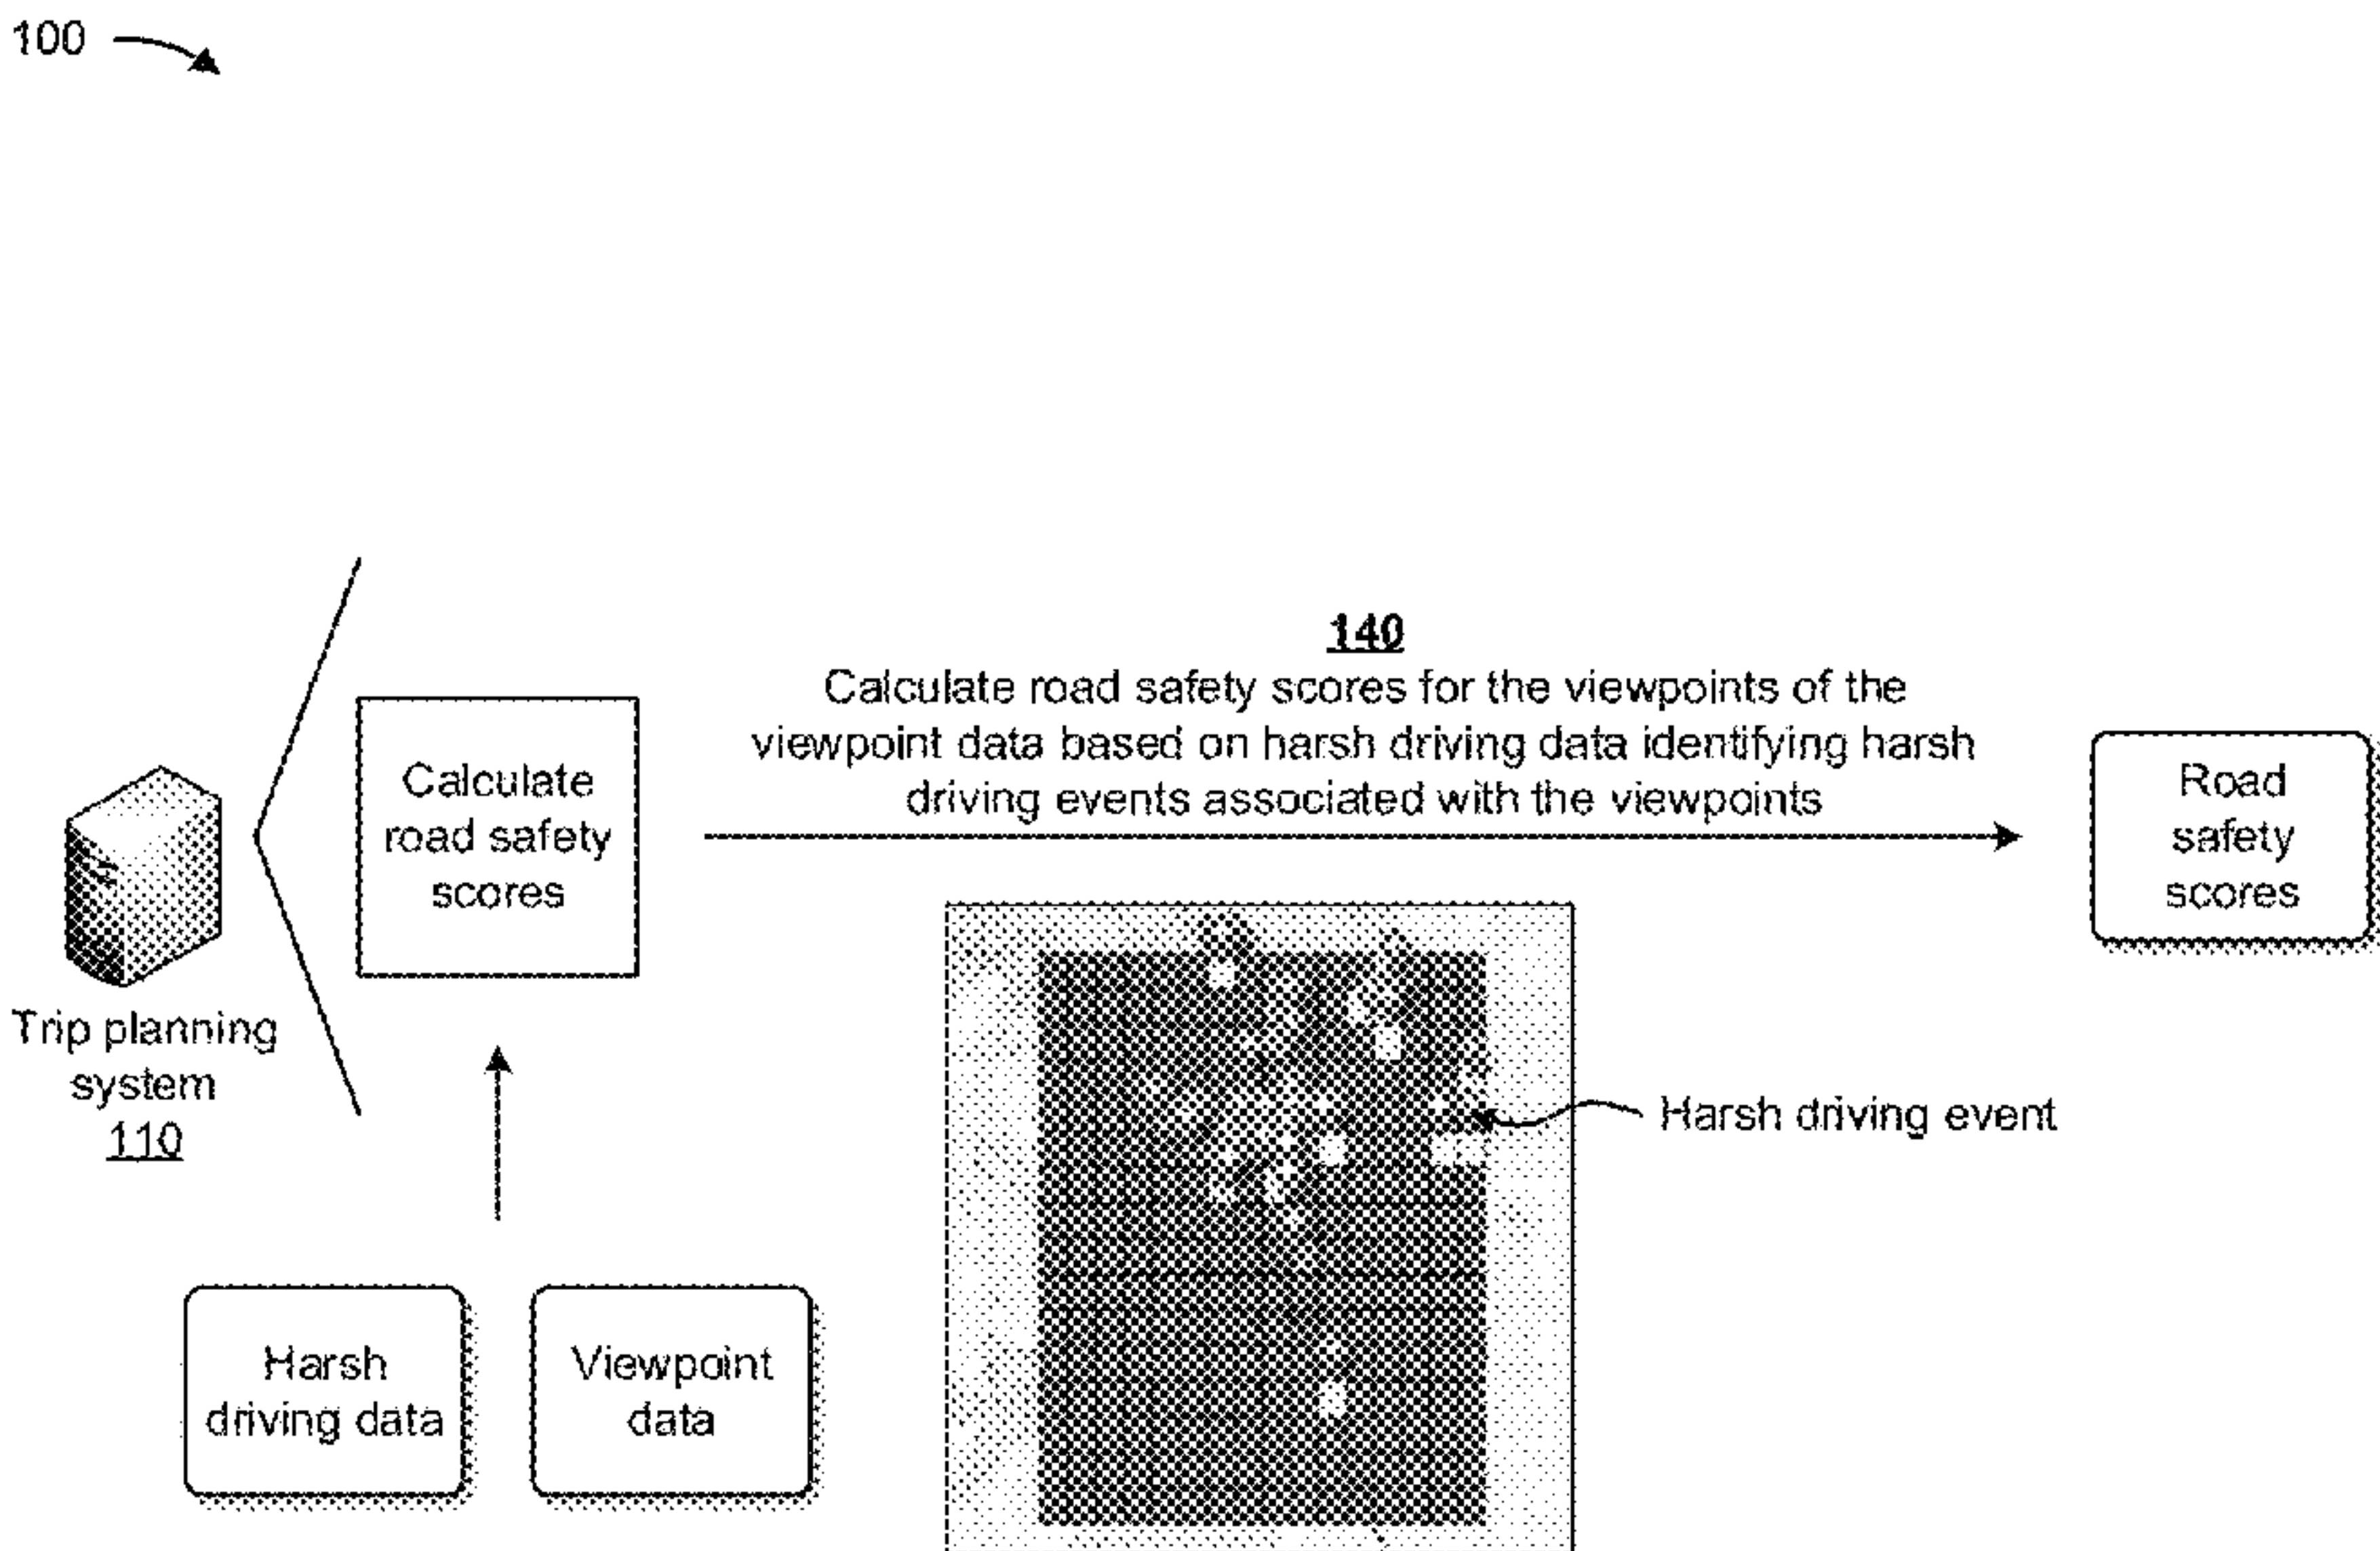 100
140
Calculate road safety scores for the viewpoints of the
viewpoint data based on harsh driving data identifying harsh
driving events associated with the viewpoints
Calculate
road safety
scores
Road
safety
scores
Trip planning
system
110
Harsh driving event
Harsh
driving data
Viewpoint
data